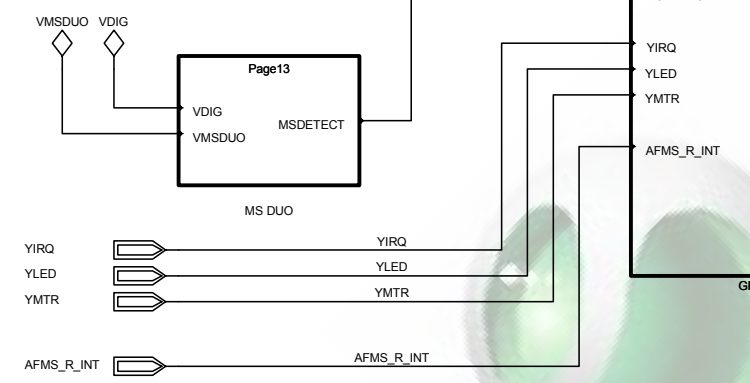 VMSDUO VDIG
Page13
VDIG
VMSDUO
MSDETECT
MS DUO
YIRQ
YLED
YMTR
AFMS_R_INT
YIRQ YIRQ
YLED YLED
YMTR YMTR
AFMS_R_INT AFMS_R_INT